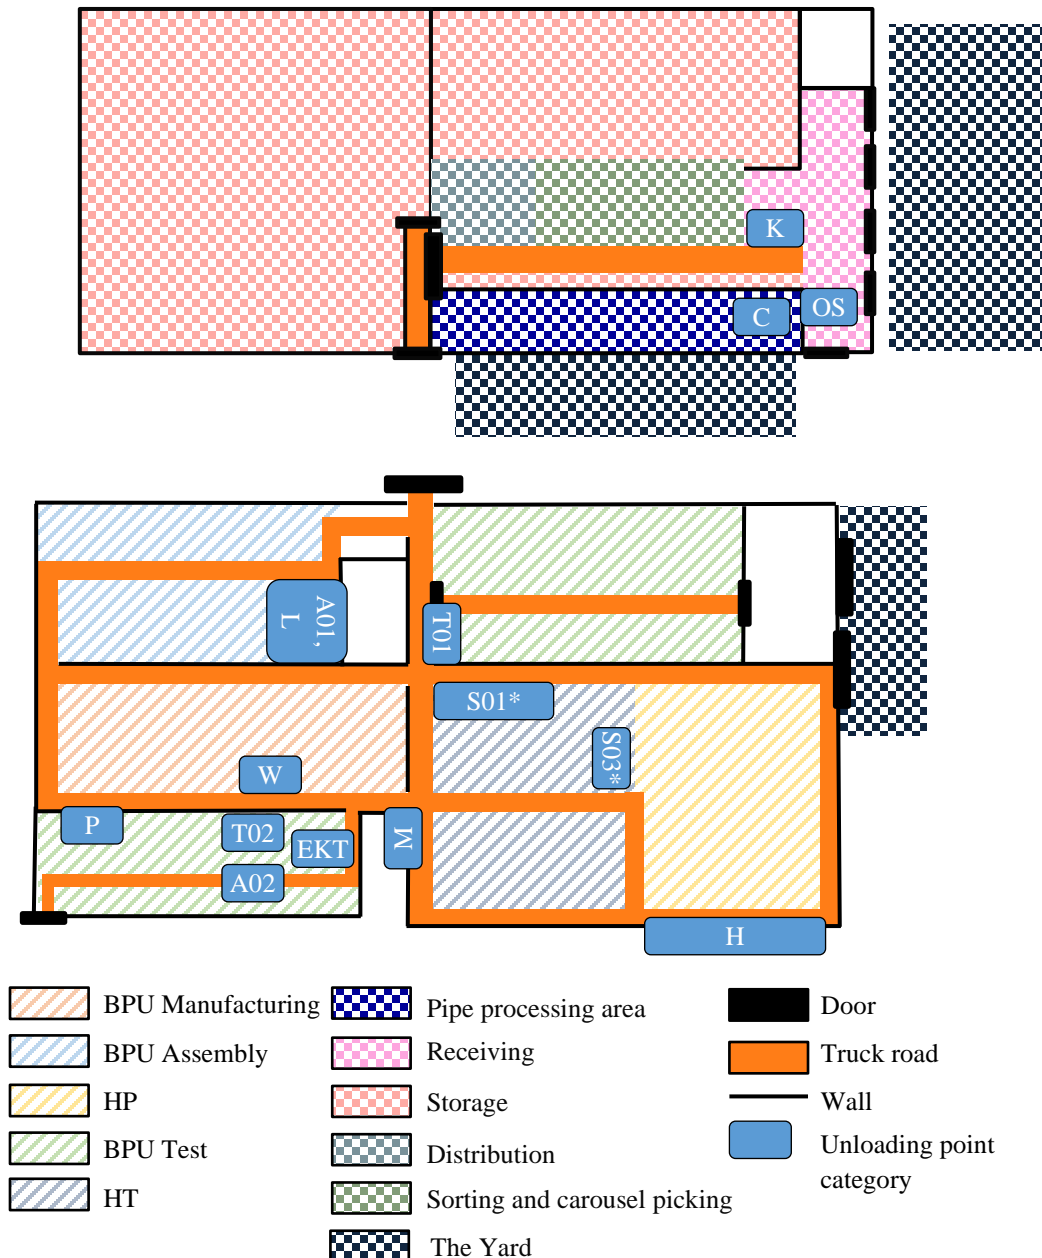 K
C
OS
A01,
L
T01
S01*
S03*
W
P
T02
EKT
M
A02
H
BPU Manufacturing
Pipe processing area
Door
BPU Assembly
Receiving
Truck road
HP
Storage
Wall
BPU Test
Distribution
Unloading point
category
HT
Sorting and carousel picking
The Yard